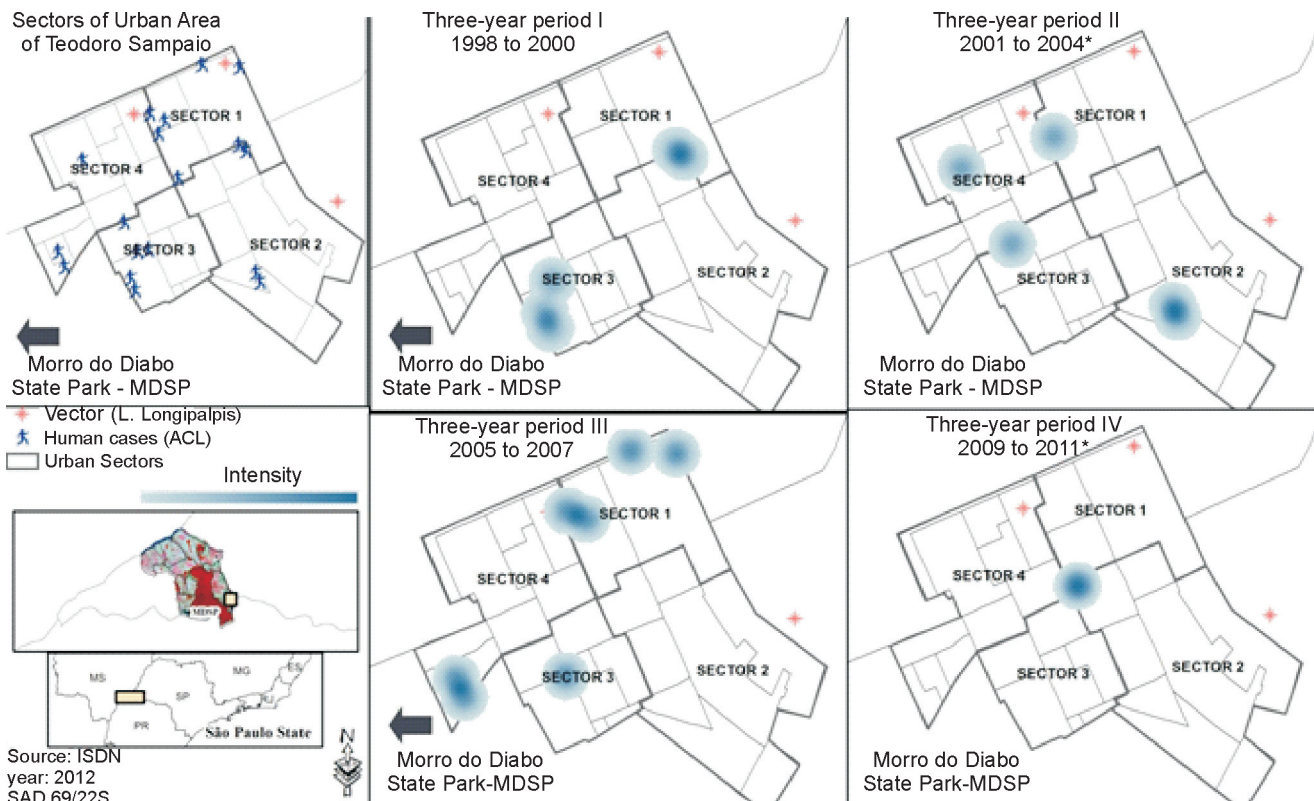 Sectors of Urban Area
of Teodoro Sampaio
SECTOR 1
SECTOR 4
SECTOR 3
SECTOR 2
Morro do Diabo
State Park - MDSP
Three-year period I
1998 to 2000
SECTOR 1
SECTOR 4
SECTOR 3
SECTOR 2
Morro do Diabo
State Park - MDSP
Three-year period II
2001 to 2004*
SECTOR 1
SECTOR 4
SECTOR 3
SECTOR 2
Morro do Diabo
State Park - MDSP
Vector (L. Longipalpis)
Human cases (ACL)
Urban Sectors
Intensity
MDSP
MS
MG
ES
SP
RJ
PR
São Paulo State
N
Source: ISDN
year: 2012
SAD 69/22S
Three-year period III
2005 to 2007
SECTOR 1
SECTOR 4
SECTOR 3
SECTOR 2
Morro do Diabo
State Park-MDSP
Three-year period IV
2009 to 2011*
SECTOR 1
SECTOR 4
SECTOR 3
SECTOR 2
Morro do Diabo
State Park-MDSP